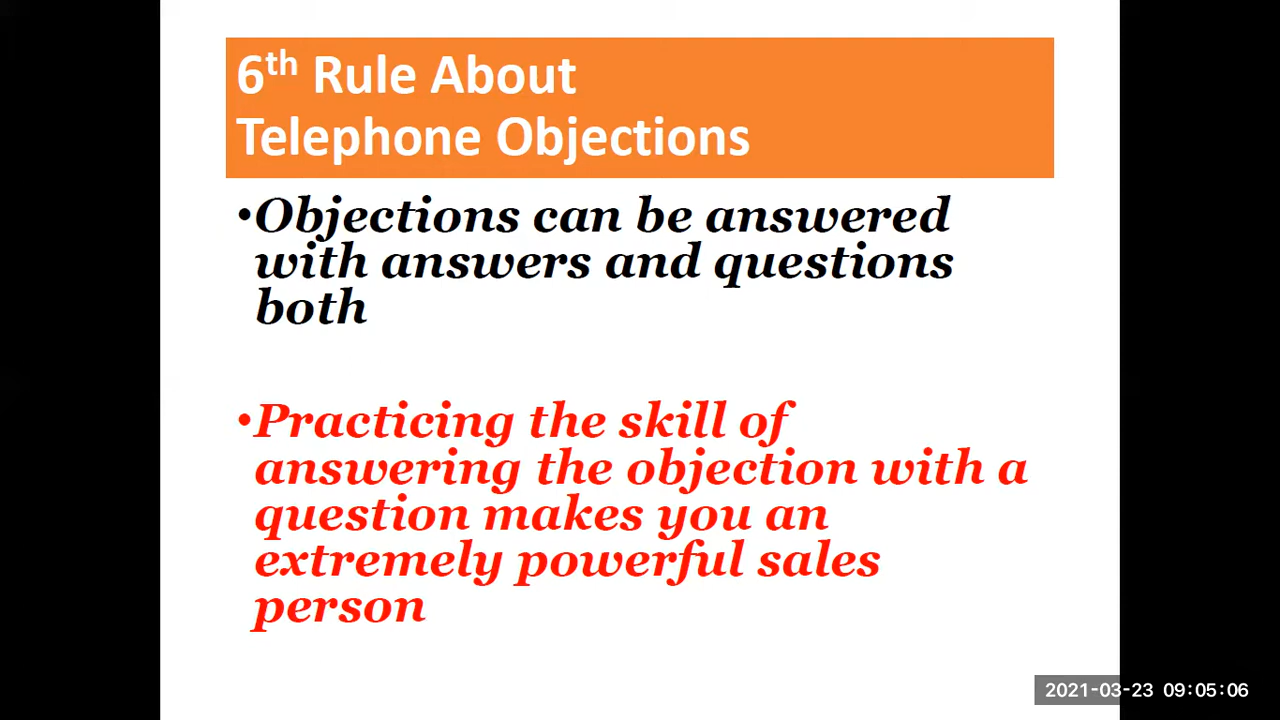 6th Rule About
Telephone Objections
•Objections can be answered
with answers and questions
both
•Practicing the skill of
answering the objection with a
question makes you an
extremely powerful sales
person
2021-03-23 09:05:06